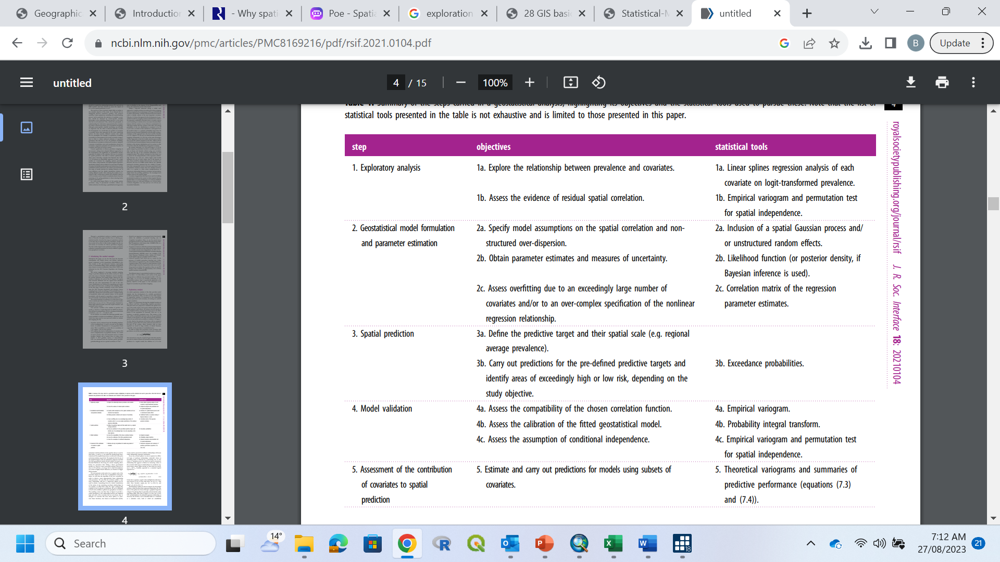 Geographic
Introduction
- Why spati
Poe - Spatia
exploration
28 GIS basi
Statistical-M
untitled
ncbi.nlm.nih.gov/pmc/articles/PMC8169216/pdf/rsif.2021.0104.pdf
B
Update
untitled
4 / 15
100%
2
3
4
statistical tools presented in the table is not exhaustive and is limited to those presented in this paper.
4
step objectives statistical tools
1. Exploratory analysis 1a. Explore the relationship between prevalence and covariates. 1a. Linear splines regression analysis of each
covariate on logit-transformed prevalence.
1b. Assess the evidence of residual spatial correlation. 1b. Empirical variogram and permutation test
for spatial independence.
2. Geostatistical model formulation 2a. Specify model assumptions on the spatial correlation and non- 2a. Inclusion of a spatial Gaussian process and/
and parameter estimation structured over-dispersion. or unstructured random effects.
2b. Obtain parameter estimates and measures of uncertainty. 2b. Likelihood function (or posterior density, if
Bayesian inference is used).
2c. Assess overfitting due to an exceedingly large number of 2c. Correlation matrix of the regression
covariates and/or to an over-complex specification of the nonlinear parameter estimates.
regression relationship.
3. Spatial prediction 3a. Define the predictive target and their spatial scale (e.g. regional
average prevalence).
3b. Carry out predictions for the pre-defined predictive targets and 3b. Exceedance probabilities.
identify areas of exceedingly high or low risk, depending on the
study objective.
4. Model validation 4a. Assess the compatibility of the chosen correlation function. 4a. Empirical variogram.
4b. Assess the calibration of the fitted geostatistical model. 4b. Probability integral transform.
4c. Assess the assumption of conditional independence. 4c. Empirical variogram and permutation test
for spatial independence.
5. Assessment of the contribution 5. Estimate and carry out predictions for models using subsets of 5. Theoretical variograms and summaries of
of covariates to spatial covariates. predictive performance (equations (7.3)
prediction and (7.4)).
royalsocietypublishing.org/journal/rsif J. R. Soc. Interface 18: 20210104
Search
14°
18
7:12 AM
27/08/2023
21